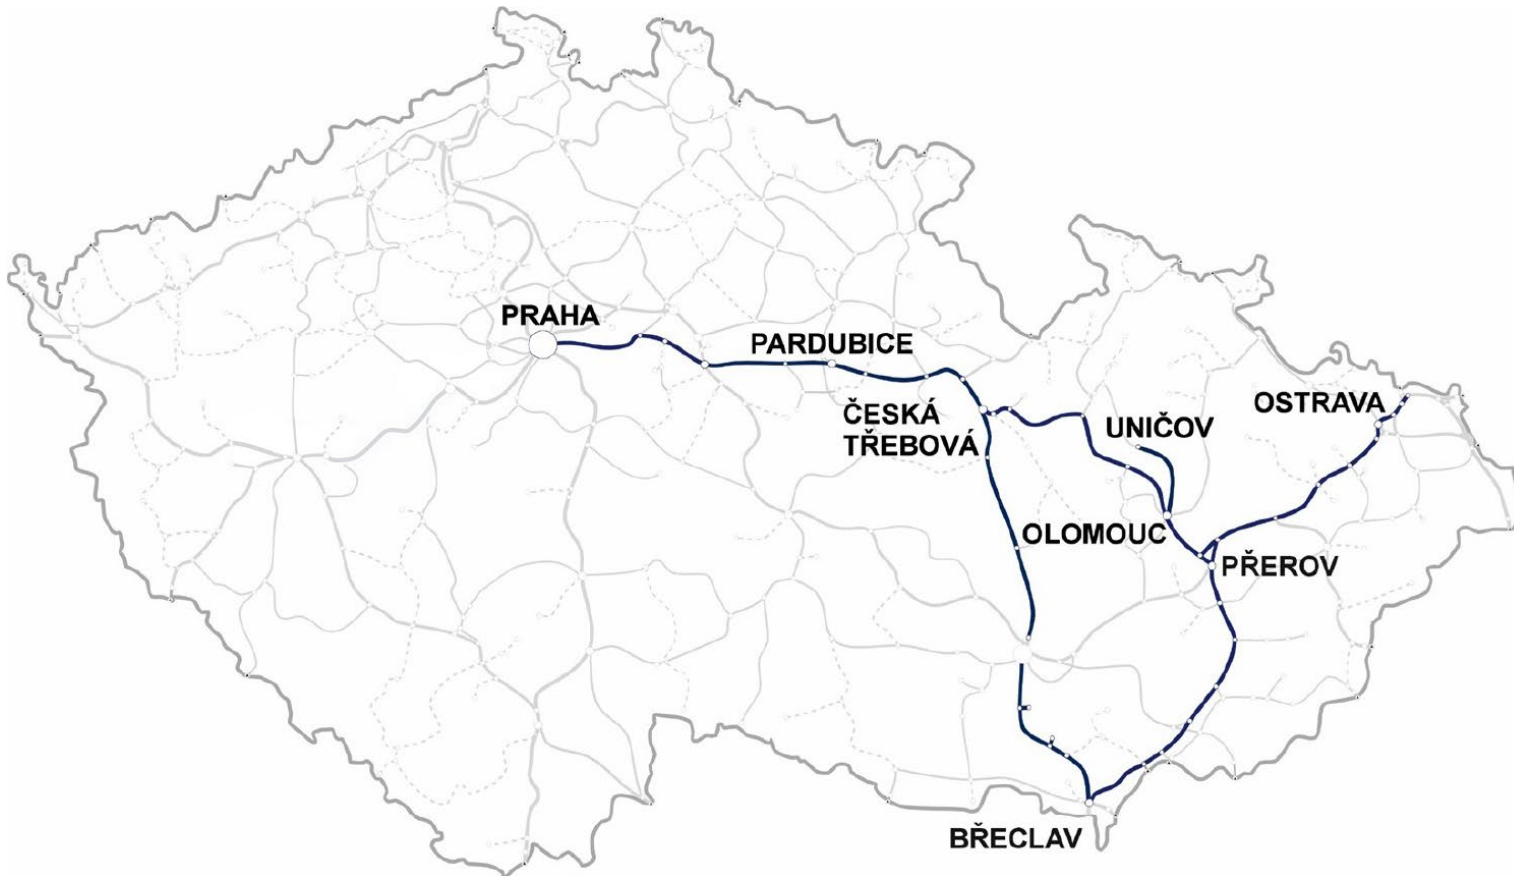 PRAHA
PARDUBICE
ČESKÁ
TŘEBOVÁ
UNIČOV
OSTRAVA
OLOMOUC
PŘEROV
BŘECLAV